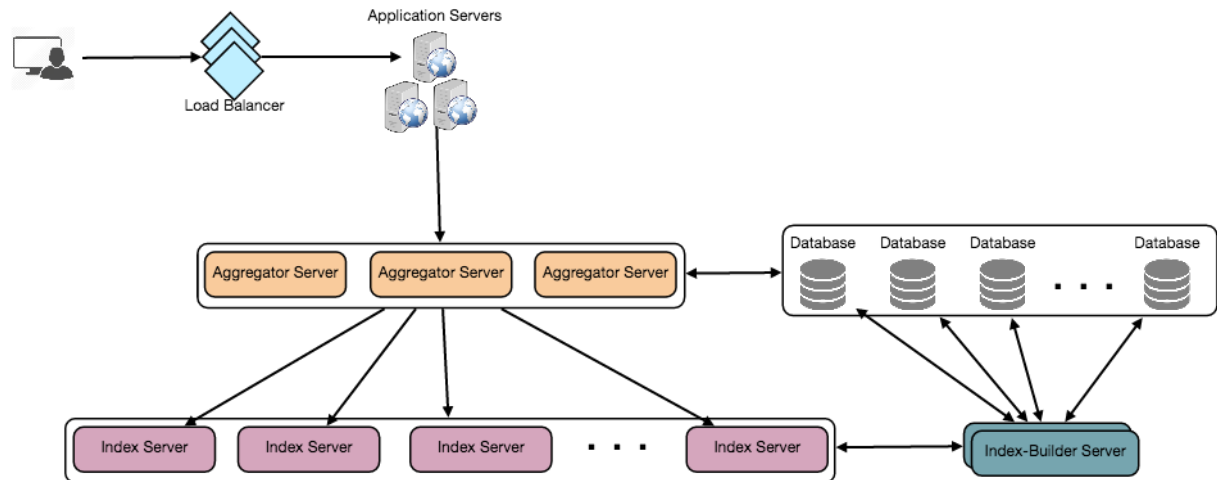 Application Servers
Load Balancer
Aggregator Server
Aggregator Server
Aggregator Server
Database
Database
Database
Database
Index Server
Index Server
Index Server
Index Server
Index-Builder Server